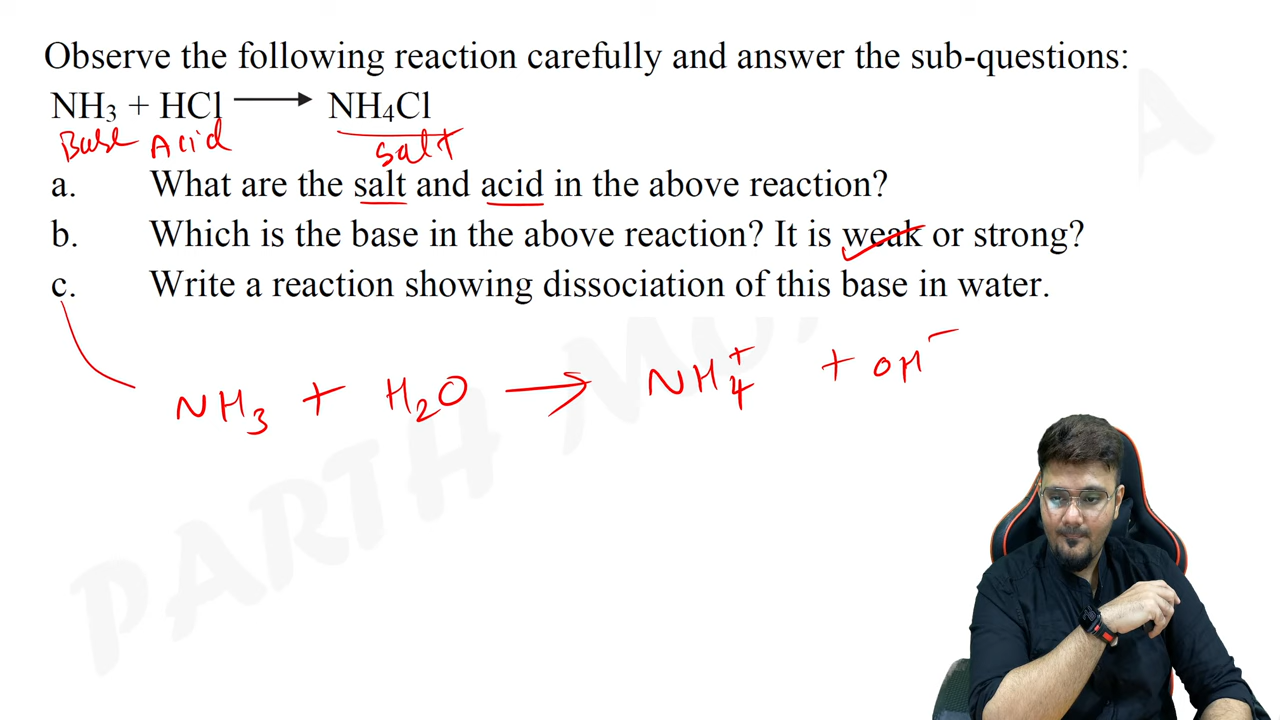 Observe the following reaction carefully and answer the sub-questions:
NH₃ + HCl ⟶ NH₄Cl
Base Acid salt
a. What are the salt and acid in the above reaction?
b. Which is the base in the above reaction? It is weak or strong?
c. Write a reaction showing dissociation of this base in water.
NH₃ + H₂O → NH₄⁺ + OH⁻
PARTH MO
A